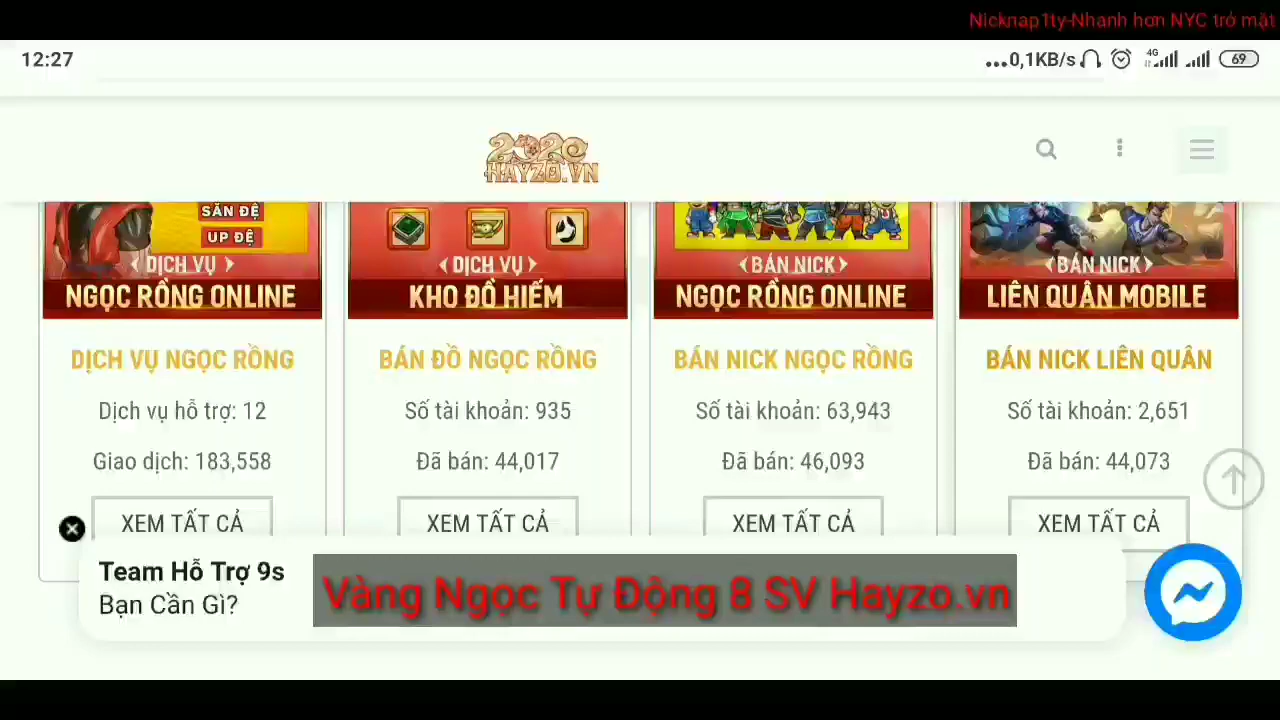 Nicknap1ty-Nhanh hơn NYC trở mặt
12:27
...0,1KB/s
4G
69
2020
HAYZO.VN
SĂN ĐỆ
UP ĐỆ
DỊCH VỤ
NGỌC RỒNG ONLINE
DỊCH VỤ
KHO ĐỒ HIẾM
BÁN NICK
NGỌC RỒNG ONLINE
BÁN NICK
LIÊN QUÂN MOBILE
DỊCH VỤ NGỌC RỒNG
BÁN ĐỒ NGỌC RỒNG
BÁN NICK NGỌC RỒNG
BÁN NICK LIÊN QUÂN
Dịch vụ hỗ trợ: 12
Số tài khoản: 935
Số tài khoản: 63,943
Số tài khoản: 2,651
Giao dịch: 183,558
Đã bán: 44,017
Đã bán: 46,093
Đã bán: 44,073
XEM TẤT CẢ
XEM TẤT CẢ
XEM TẤT CẢ
XEM TẤT CẢ
Team Hỗ Trợ 9s
Bạn Cần Gì?
Vàng Ngọc Tự Động 8 SV Hayzo.vn